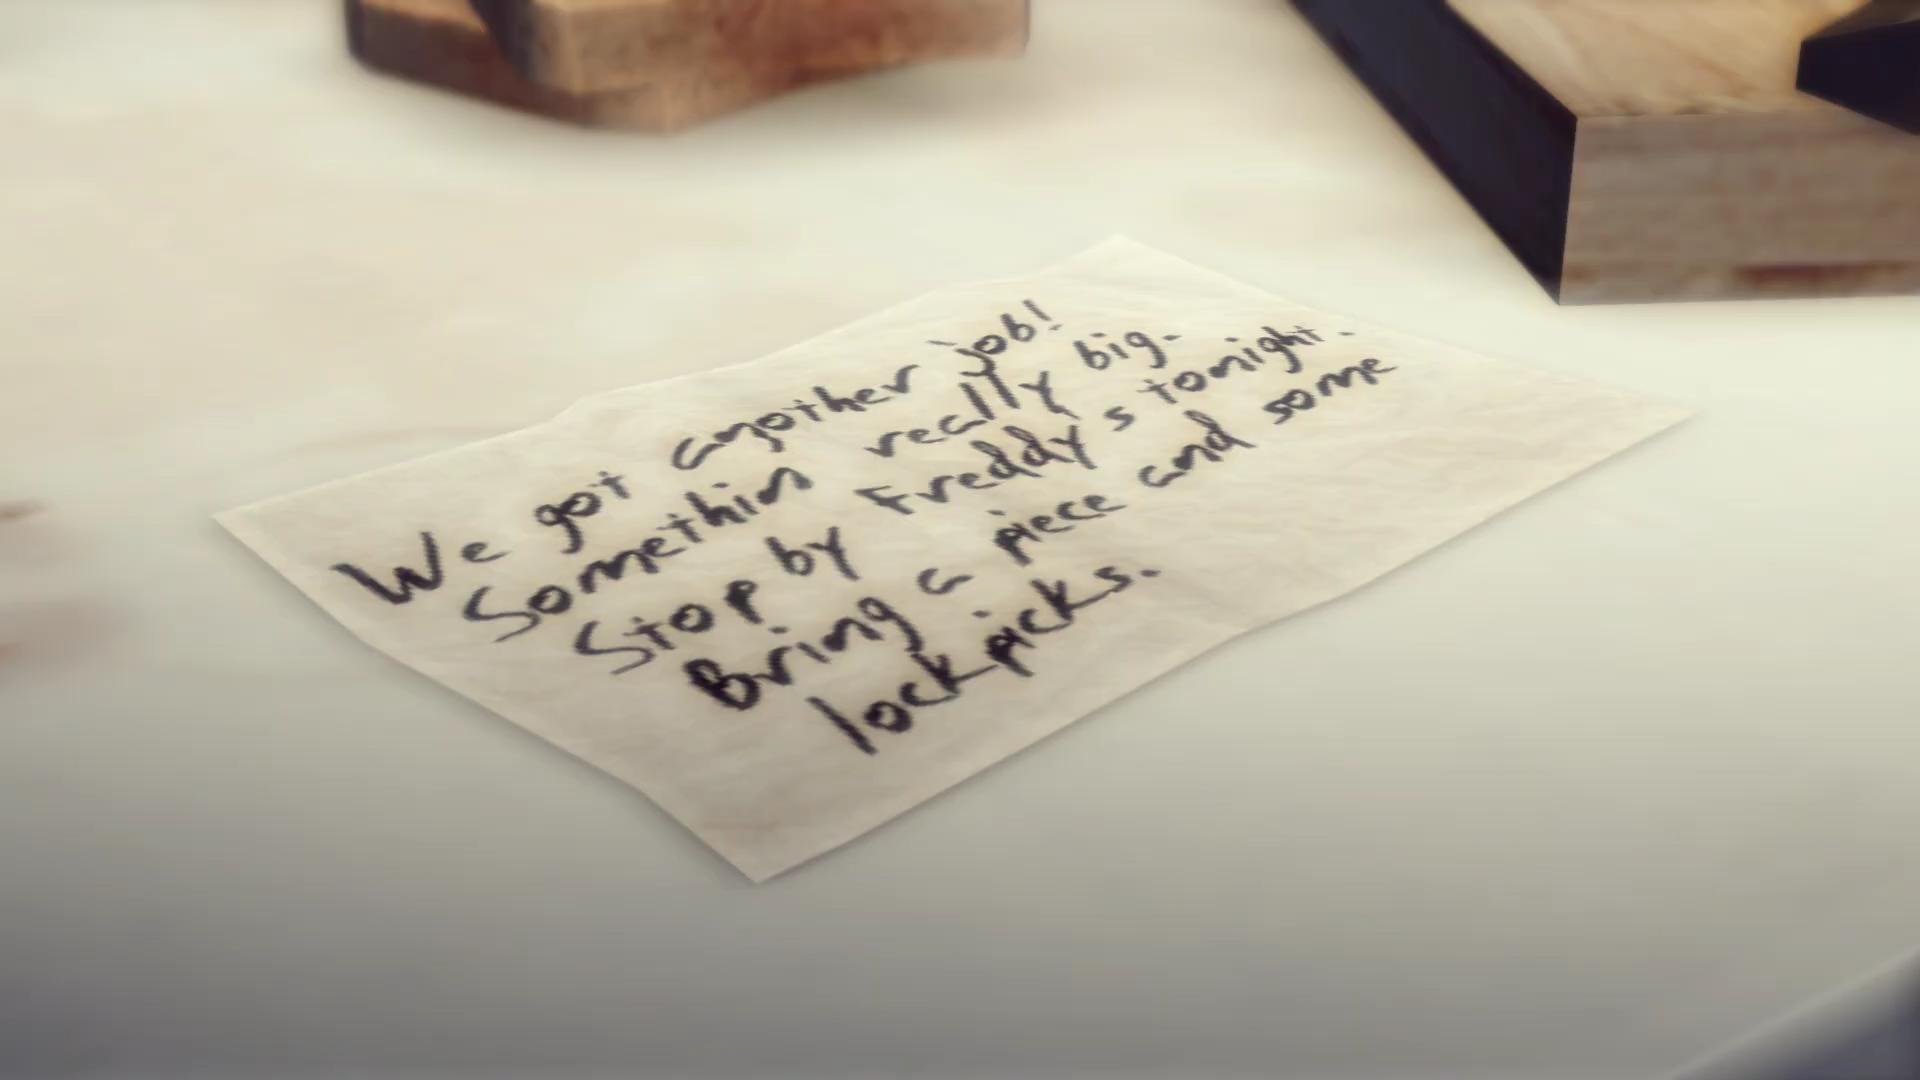 We got another job!
Somethin really big.
Stop by Freddy s tonight.
Bring a piece and some
lockpicks.